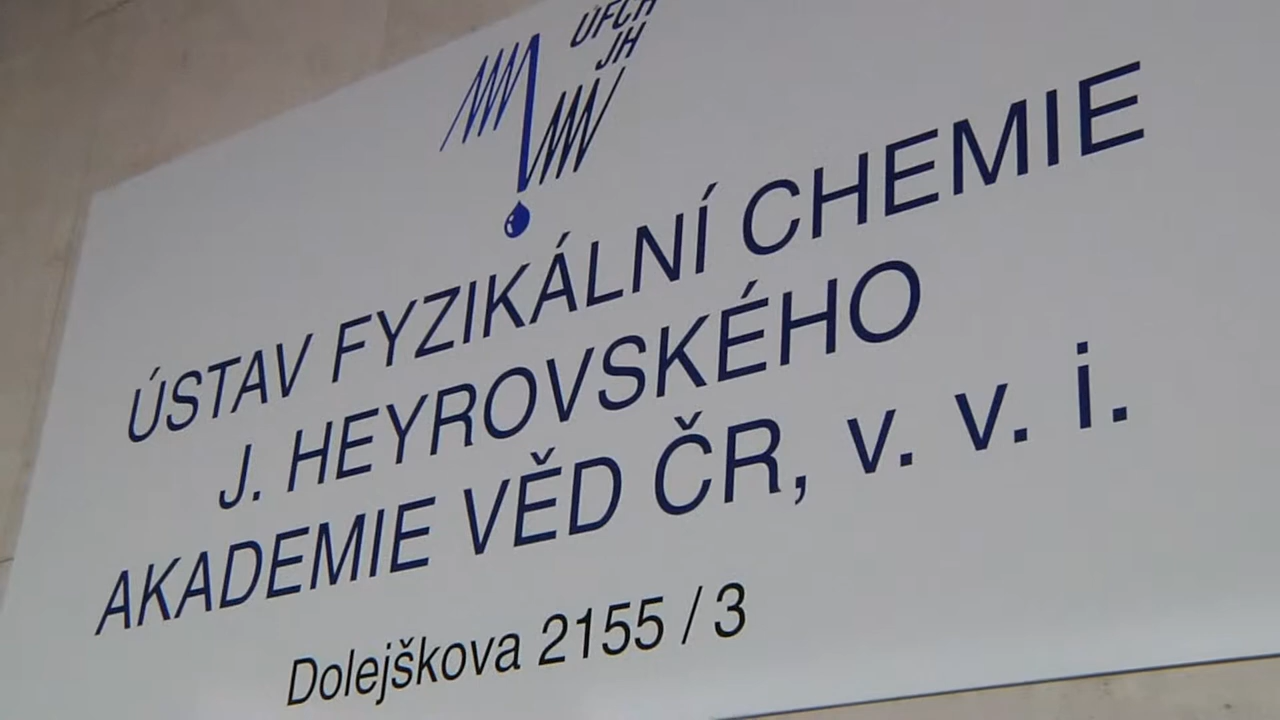 ÚFCH
JH
ÚSTAV FYZIKÁLNÍ CHEMIE
J. HEYROVSKÉHO
AKADEMIE VĚD ČR, v. v. i.
Dolejškova 2155 / 3